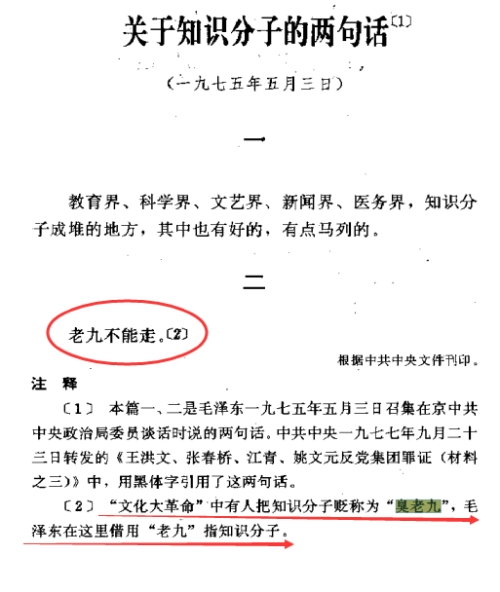 关于知识分子的两句话〔1〕
（一九七五年五月三日）
一
教育界、科学界、文艺界、新闻界、医务界，知识分
子成堆的地方，其中也有好的，有点马列的。
二
老九不能走。〔2〕
根据中共中央文件刊印。
注 释
〔1〕 本篇一、二是毛泽东一九七五年五月三日召集在京中共
中央政治局委员谈话时说的两句话。中共中央一九七七年九月二十
三日转发的《王洪文、张春桥、江青、姚文元反党集团罪证（材料
之三）》中，用黑体字引用了这两句话。
〔2〕 “文化大革命”中有人把知识分子贬称为“臭老九”，毛
泽东在这里借用“老九”指知识分子。